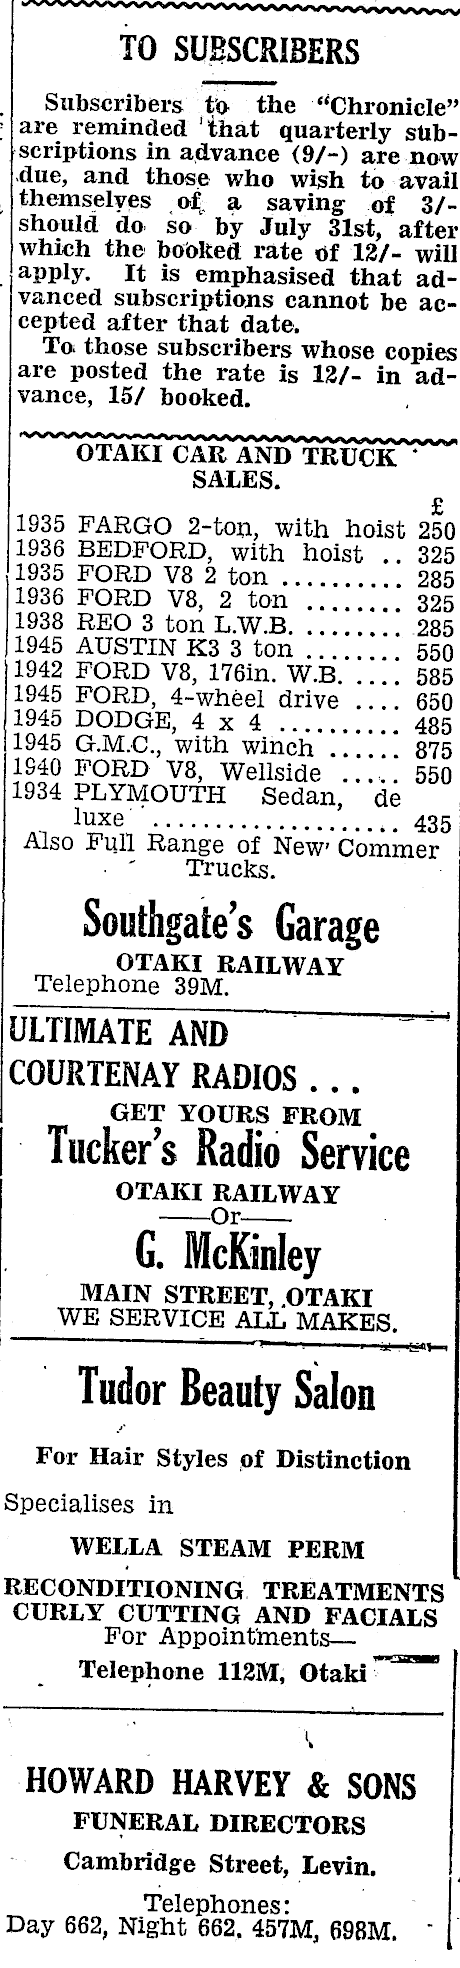 TO SUBSCRIBERS
Subscribers to the "Chronicle"
are reminded that quarterly sub-
scriptions in advance (9/-) are now
due, and those who wish to avail
themselves of a saving of 3/-
should do so by July 31st, after
which the booked rate of 12/- will
apply. It is emphasised that ad-
vanced subscriptions cannot be ac-
cepted after that date.
To those subscribers whose copies
are posted the rate is 12/- in ad-
vance, 15/ booked.
OTAKI CAR AND TRUCK
SALES.
£
1935 FARGO 2-ton, with hoist 250
1936 BEDFORD, with hoist .. 325
1935 FORD V8 2 ton .......... 285
1936 FORD V8, 2 ton ........ 325
1938 REO 3 ton L.W.B. ........ 285
1945 AUSTIN K3 3 ton ........ 550
1942 FORD V8, 176in. W.B. .... 585
1945 FORD, 4-wheel drive .... 650
1945 DODGE, 4 x 4 .......... 485
1945 G.M.C., with winch ...... 875
1940 FORD V8, Wellside ..... 550
1934 PLYMOUTH Sedan, de
luxe .................... 435
Also Full Range of New Commer
Trucks.
Southgate's Garage
OTAKI RAILWAY
Telephone 39M.
ULTIMATE AND
COURTENAY RADIOS ...
GET YOURS FROM
Tucker's Radio Service
OTAKI RAILWAY
——Or——
G. McKinley
MAIN STREET, OTAKI
WE SERVICE ALL MAKES.
Tudor Beauty Salon
For Hair Styles of Distinction
Specialises in
WELLA STEAM PERM
RECONDITIONING TREATMENTS
CURLY CUTTING AND FACIALS
For Appointments—
Telephone 112M, Otaki
HOWARD HARVEY & SONS
FUNERAL DIRECTORS
Cambridge Street, Levin.
Telephones:
Day 662, Night 662, 457M, 698M.